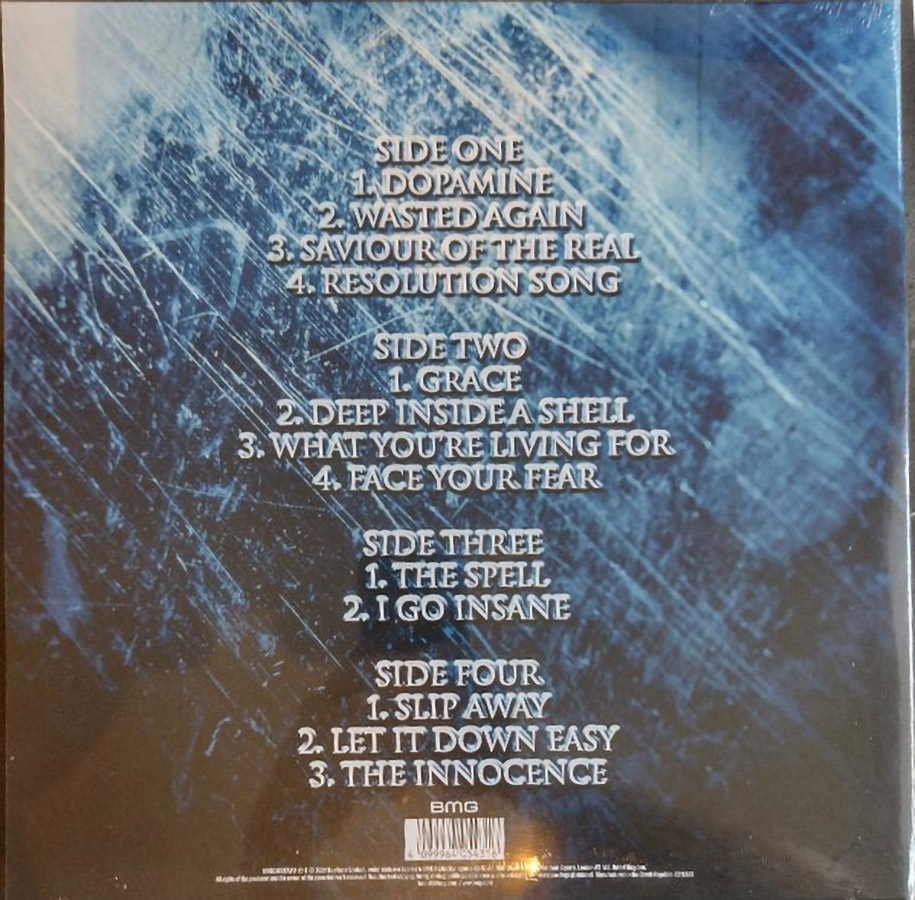 SIDE ONE
1. DOPAMINE
2. WASTED AGAIN
3. SAVIOUR OF THE REAL
4. RESOLUTION SONG
SIDE TWO
1. GRACE
2. DEEP INSIDE A SHELL
3. WHAT YOU'RE LIVING FOR
4. FACE YOUR FEAR
SIDE THREE
1. THE SPELL
2. I GO INSANE
SIDE FOUR
1. SLIP AWAY
2. LET IT DOWN EASY
3. THE INNOCENCE
BMG